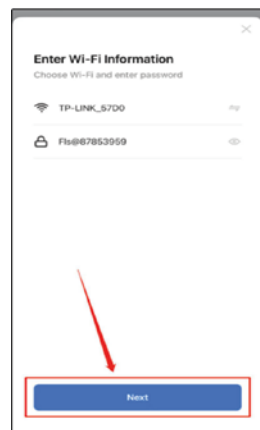 Enter Wi-Fi Information
Choose Wi-Fi and enter password
TP-LINK_57D0
Fls@87853959
Next